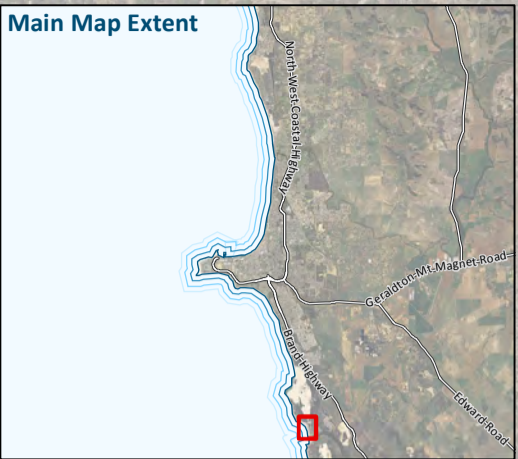 Main Map Extent
North-West-Coastal-Highway
Geraldton-Mt-Magnet-Road
Brand-Highway
Edward-Road